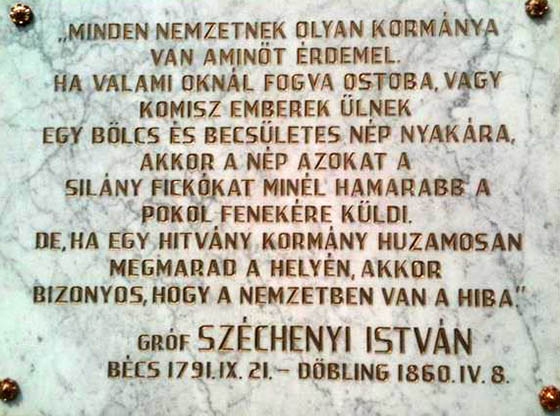 „MINDEN NEMZETNEK OLYAN KORMÁNYA
VAN AMINŐT ÉRDEMEL.
HA VALAMI OKNÁL FOGVA OSTOBA, VAGY
KOMISZ EMBEREK ÜLNEK
EGY BÖLCS ÉS BECSÜLETES NÉP NYAKÁRA,
AKKOR A NÉP AZOKAT A
SILÁNY FICKÓKAT MINÉL HAMARABB A
POKOL FENEKÉRE KÜLDI.
DE, HA EGY HITVÁNY KORMÁNY HUZAMOSAN
MEGMARAD A HELYÉN, AKKOR
BIZONYOS, HOGY A NEMZETBEN VAN A HIBA”
GRÓF SZÉCHENYI ISTVÁN
BÉCS 1791. IX. 21. – DÖBLING 1860. IV. 8.